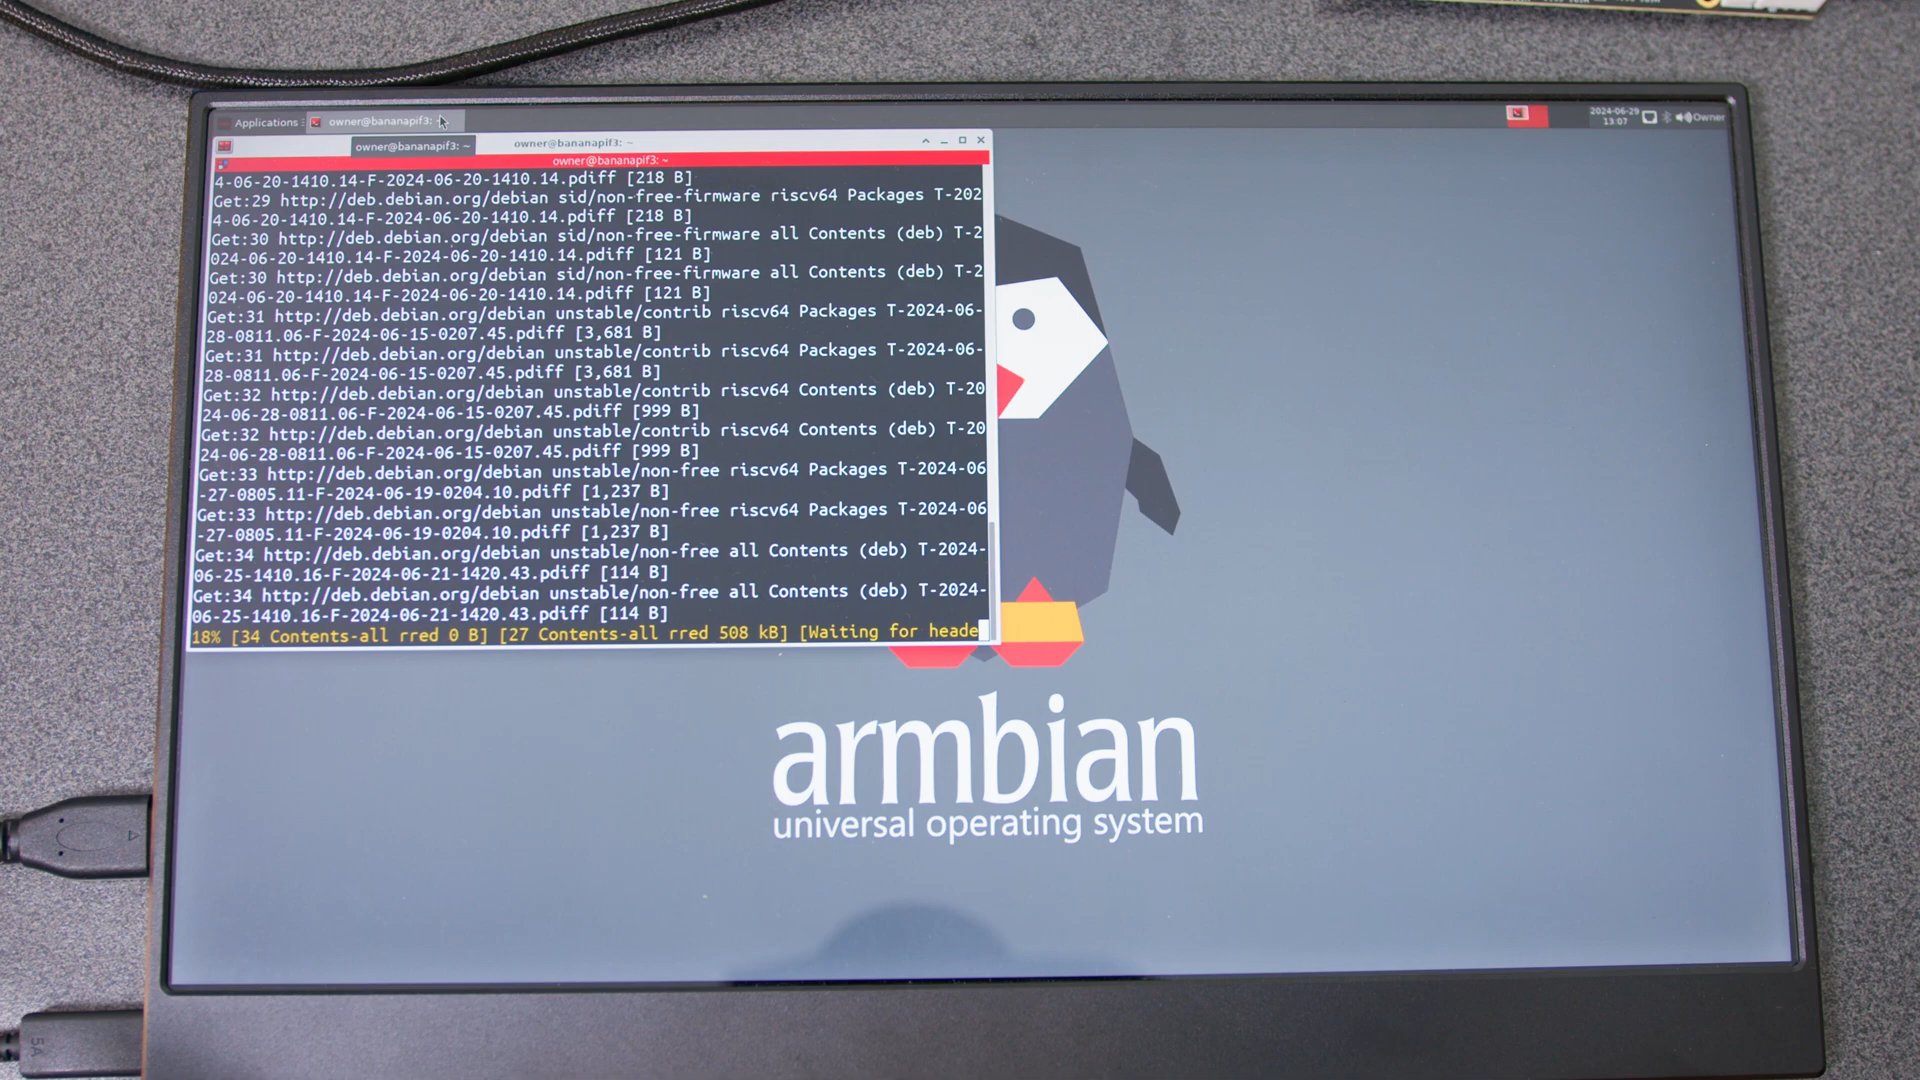 Applications
owner@bananapif3:
2024-06-29
13:07
Owner
owner@bananapif3: ~
owner@bananapif3: ~
owner@bananapif3: ~
4-06-20-1410.14-F-2024-06-20-1410.14.pdiff [218 B]
Get:29 http://deb.debian.org/debian sid/non-free-firmware riscv64 Packages T-202
4-06-20-1410.14-F-2024-06-20-1410.14.pdiff [218 B]
Get:30 http://deb.debian.org/debian sid/non-free-firmware all Contents (deb) T-2
024-06-20-1410.14-F-2024-06-20-1410.14.pdiff [121 B]
Get:30 http://deb.debian.org/debian sid/non-free-firmware all Contents (deb) T-2
024-06-20-1410.14-F-2024-06-20-1410.14.pdiff [121 B]
Get:31 http://deb.debian.org/debian unstable/contrib riscv64 Packages T-2024-06-
28-0811.06-F-2024-06-15-0207.45.pdiff [3,681 B]
Get:31 http://deb.debian.org/debian unstable/contrib riscv64 Packages T-2024-06-
28-0811.06-F-2024-06-15-0207.45.pdiff [3,681 B]
Get:32 http://deb.debian.org/debian unstable/contrib riscv64 Contents (deb) T-20
24-06-28-0811.06-F-2024-06-15-0207.45.pdiff [999 B]
Get:32 http://deb.debian.org/debian unstable/contrib riscv64 Contents (deb) T-20
24-06-28-0811.06-F-2024-06-15-0207.45.pdiff [999 B]
Get:33 http://deb.debian.org/debian unstable/non-free riscv64 Packages T-2024-06
-27-0805.11-F-2024-06-19-0204.10.pdiff [1,237 B]
Get:33 http://deb.debian.org/debian unstable/non-free riscv64 Packages T-2024-06
-27-0805.11-F-2024-06-19-0204.10.pdiff [1,237 B]
Get:34 http://deb.debian.org/debian unstable/non-free all Contents (deb) T-2024-
06-25-1410.16-F-2024-06-21-1420.43.pdiff [114 B]
Get:34 http://deb.debian.org/debian unstable/non-free all Contents (deb) T-2024-
06-25-1410.16-F-2024-06-21-1420.43.pdiff [114 B]
18% [34 Contents-all rred 0 B] [27 Contents-all rred 508 kB] [Waiting for heade
armbian
universal operating system
5A